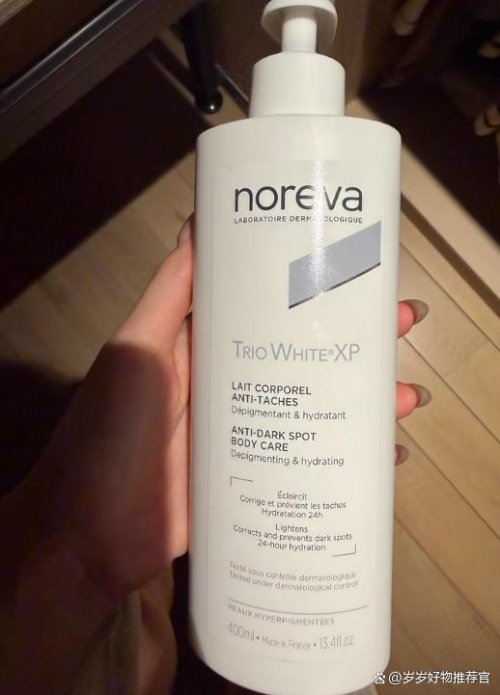 noreva
LABORATOIRE DERMATOLOGIQUE
TRIO WHITE® XP
LAIT CORPOREL
ANTI-TACHES
Dépigmentant & hydratant
ANTI-DARK SPOT
BODY CARE
Depigmenting & hydrating
Éclaircit
Corrige et prévient les taches
Hydratation 24h
Lightens
Corrects and prevents dark spots
24-hour hydration
Testé sous contrôle dermatologique
Tested under dermatological control
PEAUX HYPERPIGMENTÉES
400ml • Made in France • 13.4fl.oz
@岁岁好物推荐官